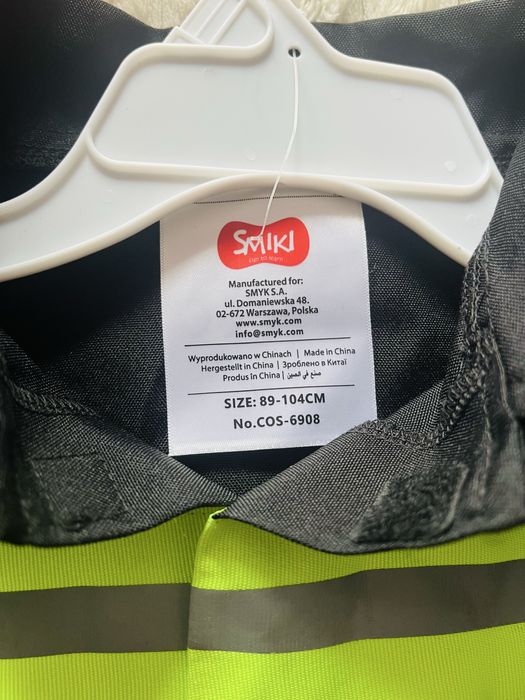 SMIKI
Manufactured for:
SMYK S.A.
ul. Domaniewska 48.
02-672 Warszawa, Polska
www.smyk.com
info@smyk.com
Wyprodukowano w Chinach | Made in China
Hergestellt in China | Зроблено в Китаї
Produs in China | صنع في الصين
SIZE: 89-104CM
No.COS-6908